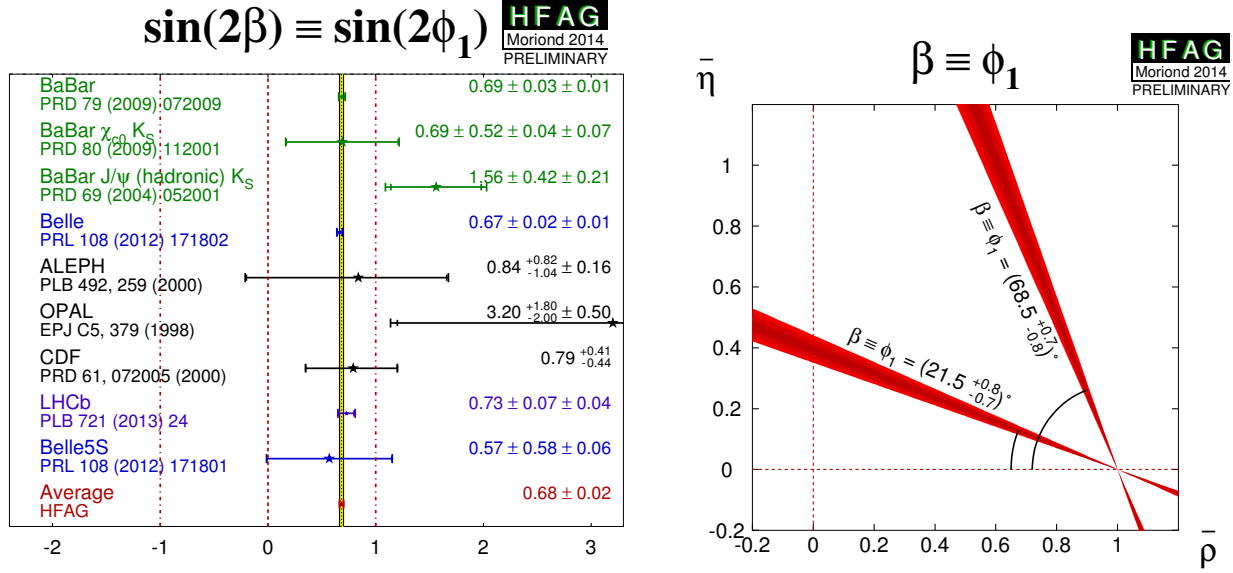 sin(2β) ≡ sin(2ϕ₁)
HFAG
Moriond 2014
PRELIMINARY
BaBar
PRD 79 (2009) 072009
0.69 ± 0.03 ± 0.01
BaBar χc0 KS
PRD 80 (2009) 112001
0.69 ± 0.52 ± 0.04 ± 0.07
BaBar J/ψ (hadronic) KS
PRD 69 (2004) 052001
1.56 ± 0.42 ± 0.21
Belle
PRL 108 (2012) 171802
0.67 ± 0.02 ± 0.01
ALEPH
PLB 492, 259 (2000)
0.84 +0.82 -1.04 ± 0.16
OPAL
EPJ C5, 379 (1998)
3.20 +1.80 -2.00 ± 0.50
CDF
PRD 61, 072005 (2000)
0.79 +0.41 -0.44
LHCb
PLB 721 (2013) 24
0.73 ± 0.07 ± 0.04
Belle5S
PRL 108 (2012) 171801
0.57 ± 0.58 ± 0.06
Average
HFAG
0.68 ± 0.02
-2 -1 0 1 2 3
β ≡ ϕ₁
HFAG
Moriond 2014
PRELIMINARY
η̄
1
0.8
0.6
0.4
0.2
0
-0.2
β ≡ ϕ₁ = (68.5 +0.7 -0.8)°
β ≡ ϕ₁ = (21.5 +0.8 -0.7)°
-0.2 0 0.2 0.4 0.6 0.8 1
ρ̄